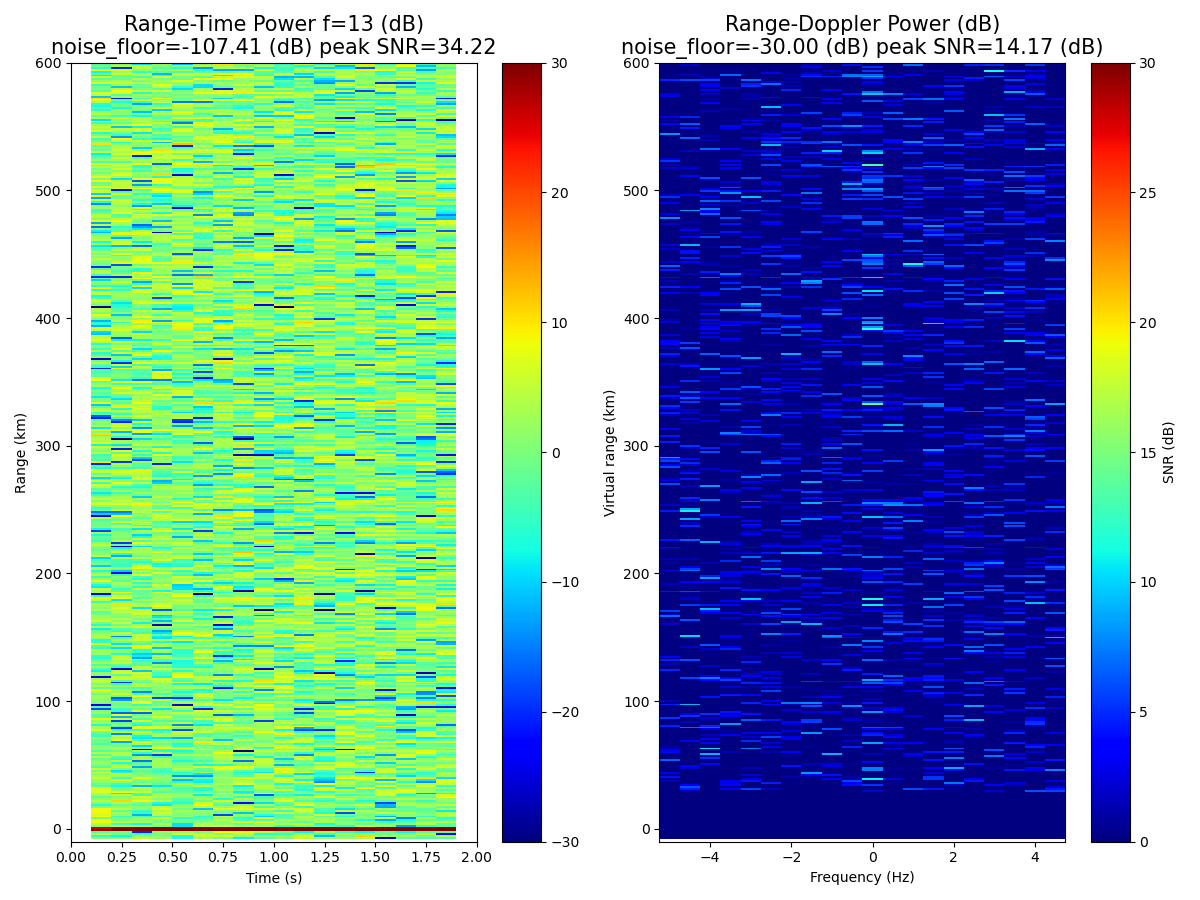 Range-Time Power f=13 (dB)
noise_floor=-107.41 (dB) peak SNR=34.22
Range-Doppler Power (dB)
noise_floor=-30.00 (dB) peak SNR=14.17 (dB)
600
500
400
300
200
100
0
Range (km)
0.00 0.25 0.50 0.75 1.00 1.25 1.50 1.75 2.00
Time (s)
30
20
10
0
−10
−20
−30
600
500
400
300
200
100
0
Virtual range (km)
−4 −2 0 2 4
Frequency (Hz)
30
25
20
15
10
5
0
SNR (dB)